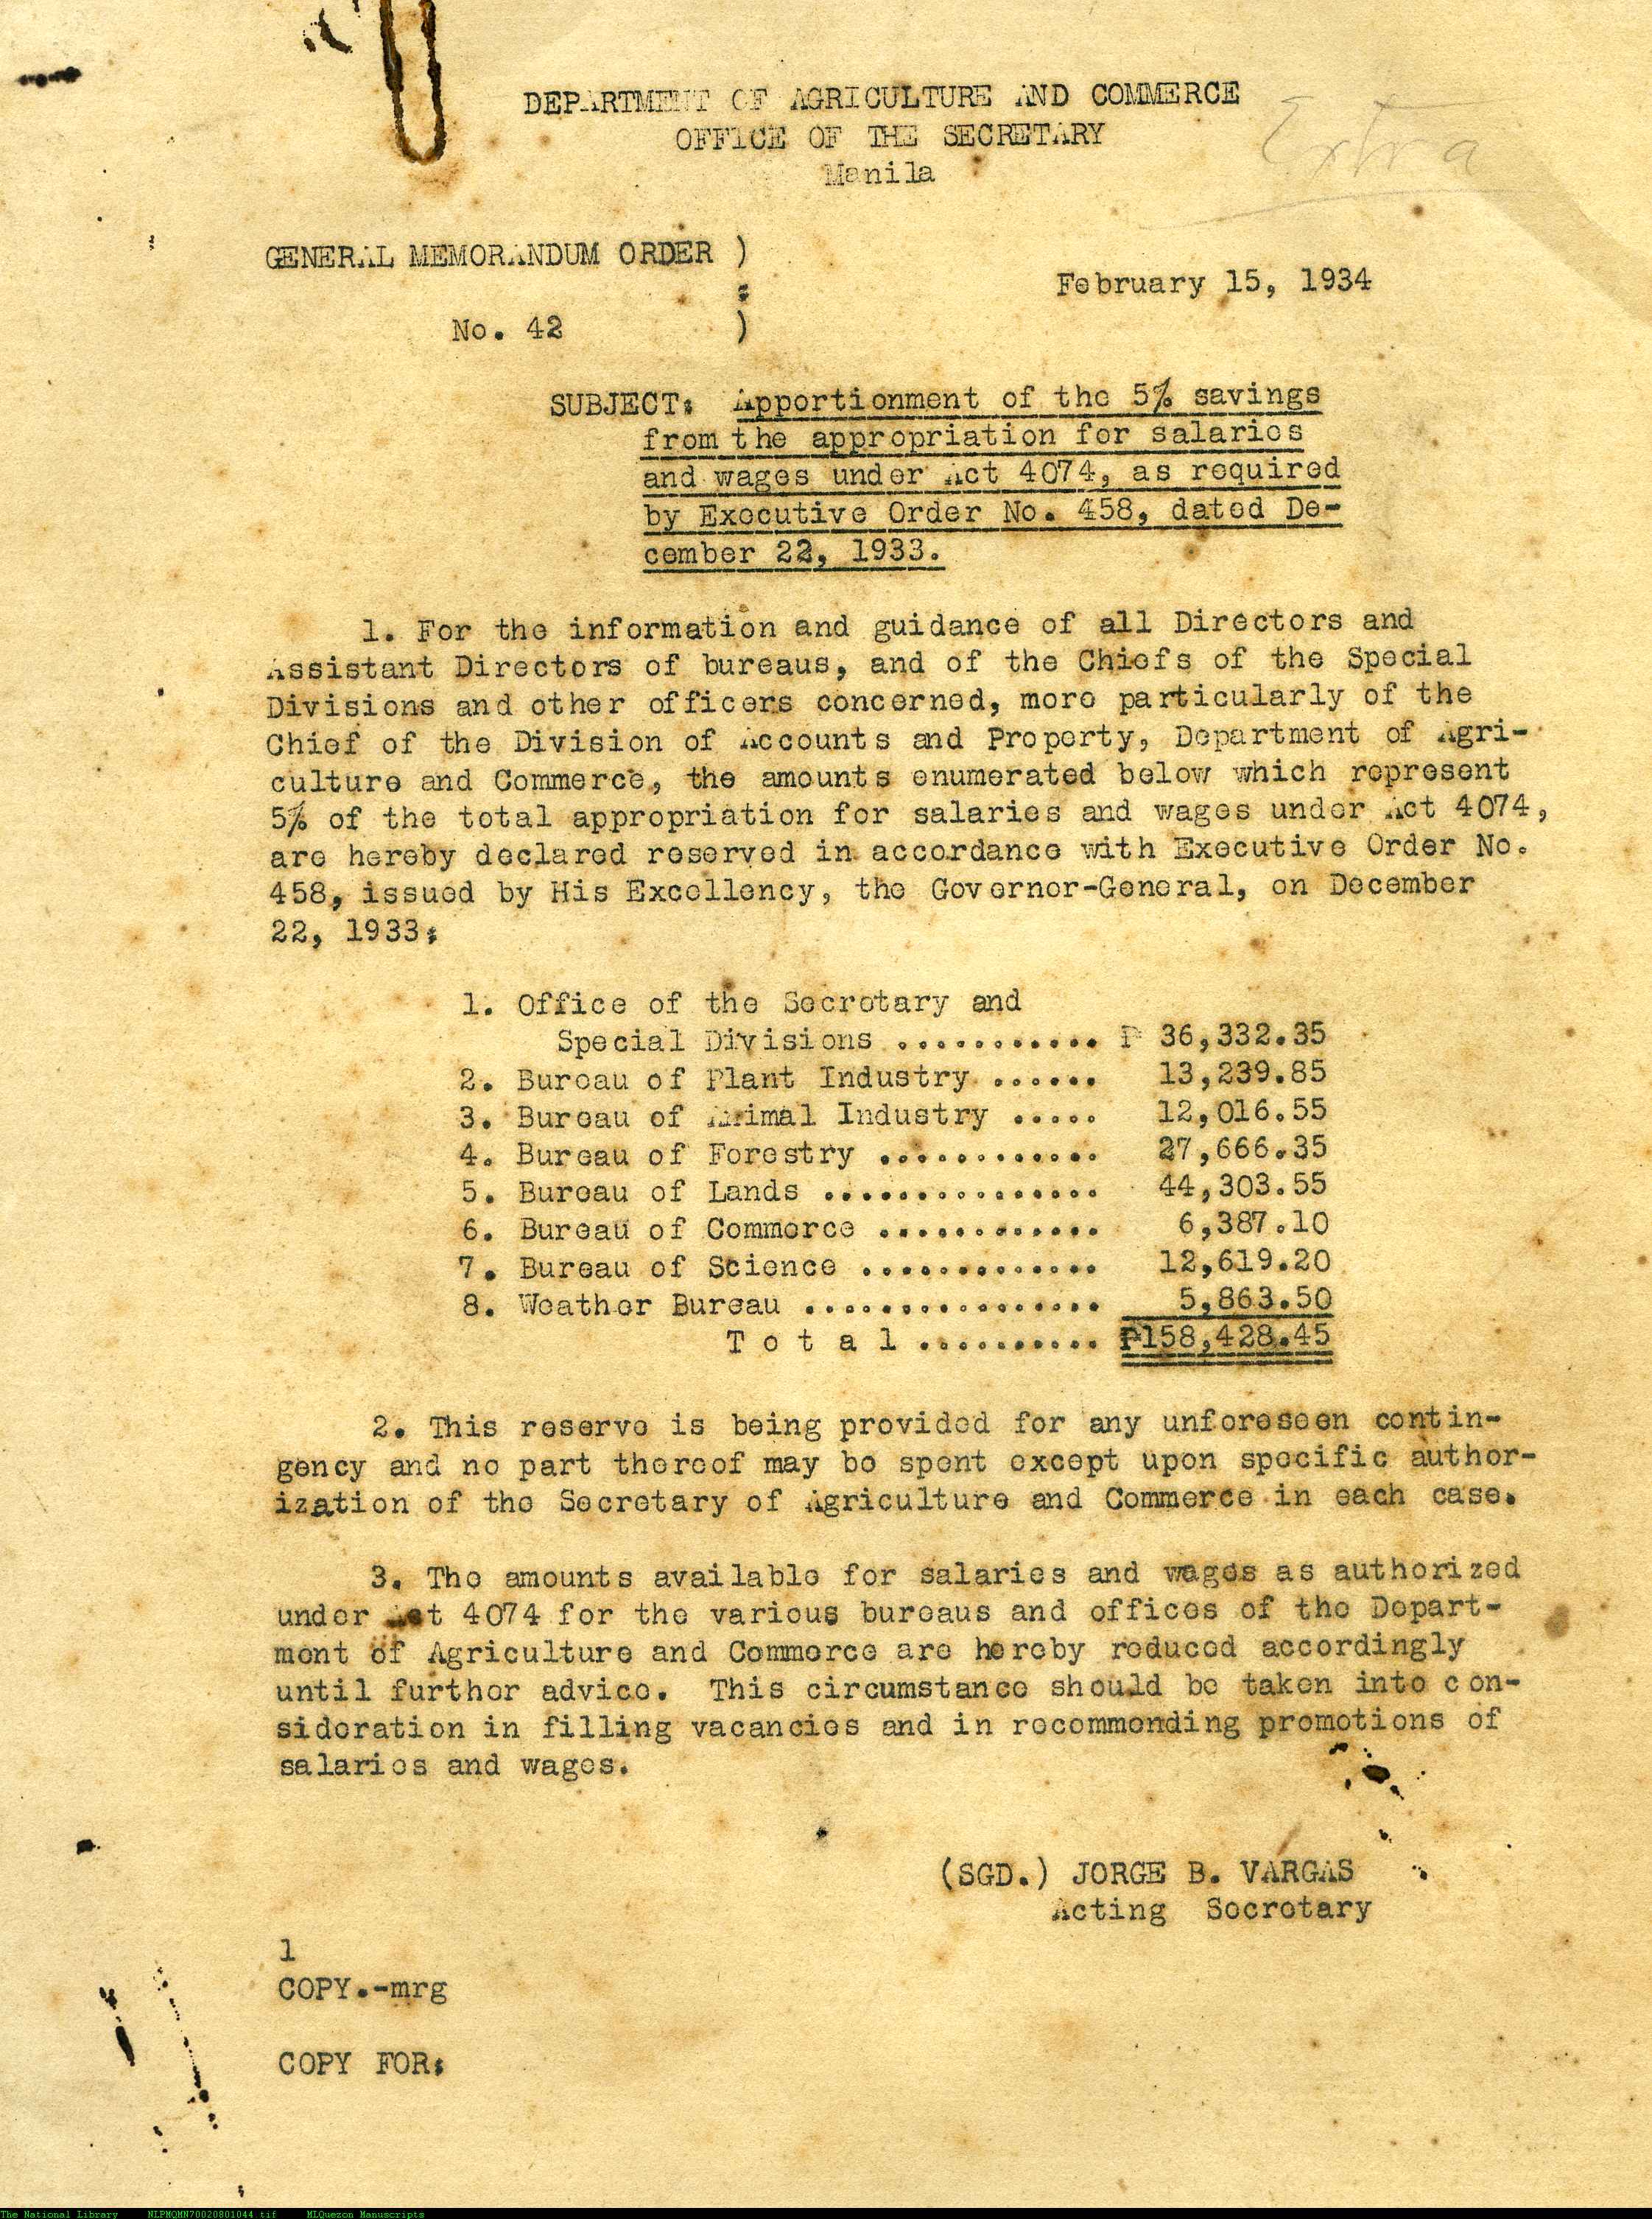 Extra
DEPARTMENT OF AGRICULTURE AND COMMERCE
OFFICE OF THE SECRETARY
Manila
GENERAL MEMORANDUM ORDER )
:
February 15, 1934
No. 42 )
SUBJECT: Apportionment of the 5% savings
from the appropriation for salaries
and wages under Act 4074, as required
by Executive Order No. 458, dated De-
cember 22, 1933.
1. For the information and guidance of all Directors and
Assistant Directors of bureaus, and of the Chiefs of the Special
Divisions and other officers concerned, more particularly of the
Chief of the Division of Accounts and Property, Department of Agri-
culture and Commerce, the amounts enumerated below which represent
5% of the total appropriation for salaries and wages under Act 4074,
are hereby declared reserved in accordance with Executive Order No.
458, issued by His Excellency, the Governor-General, on December
22, 1933:
1. Office of the Secretary and
Special Divisions ........... ₱ 36,332.35
2. Bureau of Plant Industry ...... 13,239.85
3. Bureau of Animal Industry ..... 12,016.55
4. Bureau of Forestry ............ 27,666.35
5. Bureau of Lands ............... 44,303.55
6. Bureau of Commerce ............ 6,387.10
7. Bureau of Science ............. 12,619.20
8. Weather Bureau ................ 5,863.50
T o t a l .......... ₱158,428.45
2. This reserve is being provided for any unforeseen contin-
gency and no part thereof may be spent except upon specific author-
ization of the Secretary of Agriculture and Commerce in each case.
3. The amounts available for salaries and wages as authorized
under Act 4074 for the various bureaus and offices of the Depart-
ment of Agriculture and Commerce are hereby reduced accordingly
until further advice. This circumstance should be taken into con-
sideration in filling vacancies and in recommending promotions of
salaries and wages.
(SGD.) JORGE B. VARGAS
Acting Secretary
1
COPY.-mrg
COPY FOR:
The National Library NLPMQMN70020801044.tif MLQuezon Manuscripts